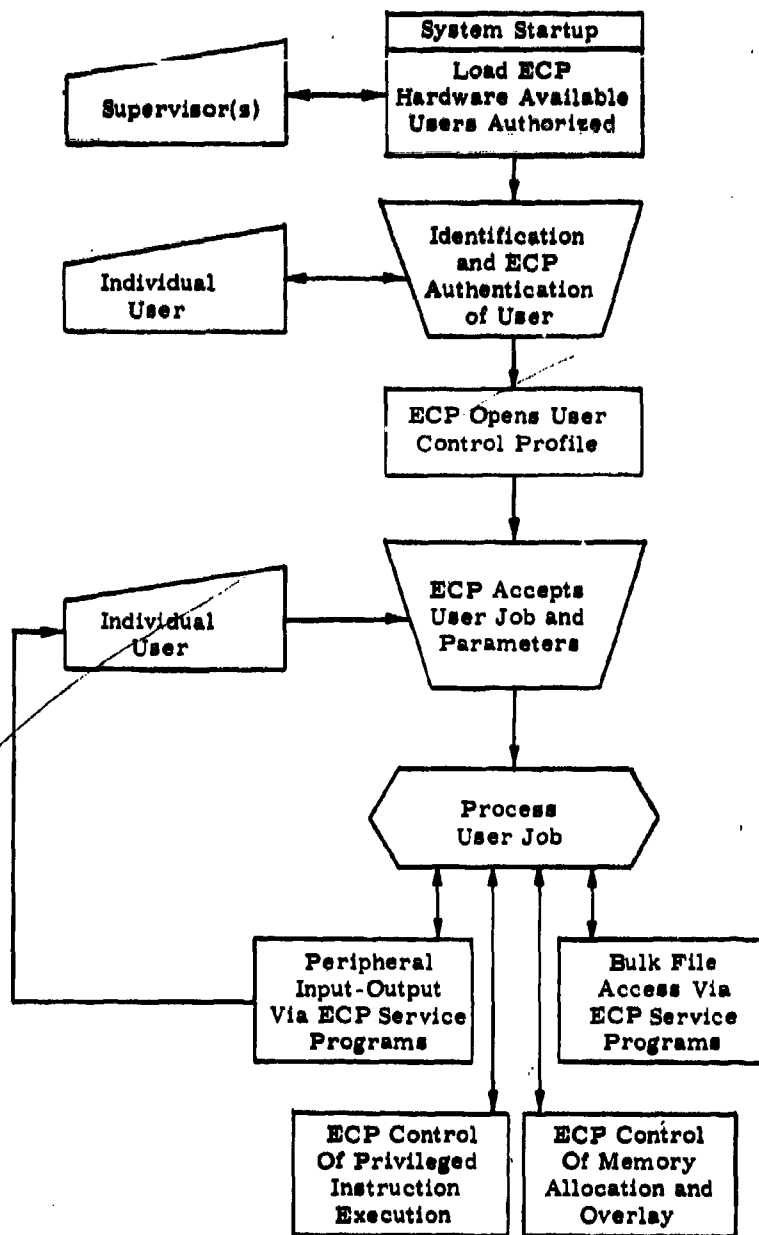 System Startup
Load ECP
Hardware Available
Users Authorized
Supervisor(s)
Identification
and ECP
Authentication
of User
Individual
User
ECP Opens User
Control Profile
ECP Accepts
User Job and
Parameters
Individual
User
Process
User Job
Peripheral
Input-Output
Via ECP Service
Programs
Bulk File
Access Via
ECP Service
Programs
ECP Control
Of Privileged
Instruction
Execution
ECP Control
Of Memory
Allocation and
Overlay